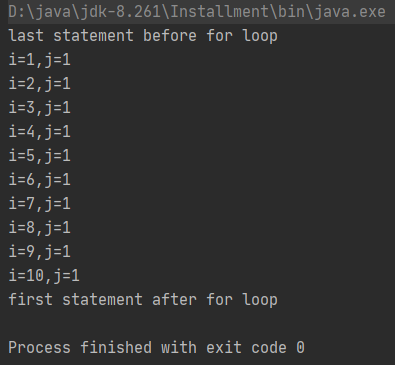 D:\java\jdk-8.261\Installment\bin\java.exe
last statement before for loop
i=1,j=1
i=2,j=1
i=3,j=1
i=4,j=1
i=5,j=1
i=6,j=1
i=7,j=1
i=8,j=1
i=9,j=1
i=10,j=1
first statement after for loop
Process finished with exit code 0